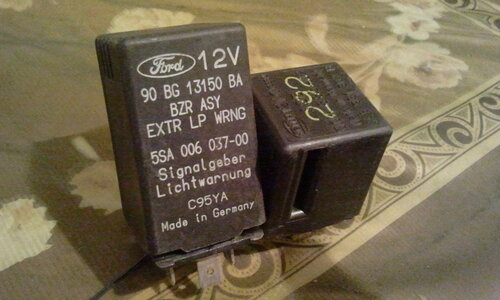 Ford 12V
90 BG 13150 BA
BZR ASY
EXTR LP WRNG
5SA 006 037-00
Signalgeber
Lichtwarnung
C95YA
Made in Germany
292